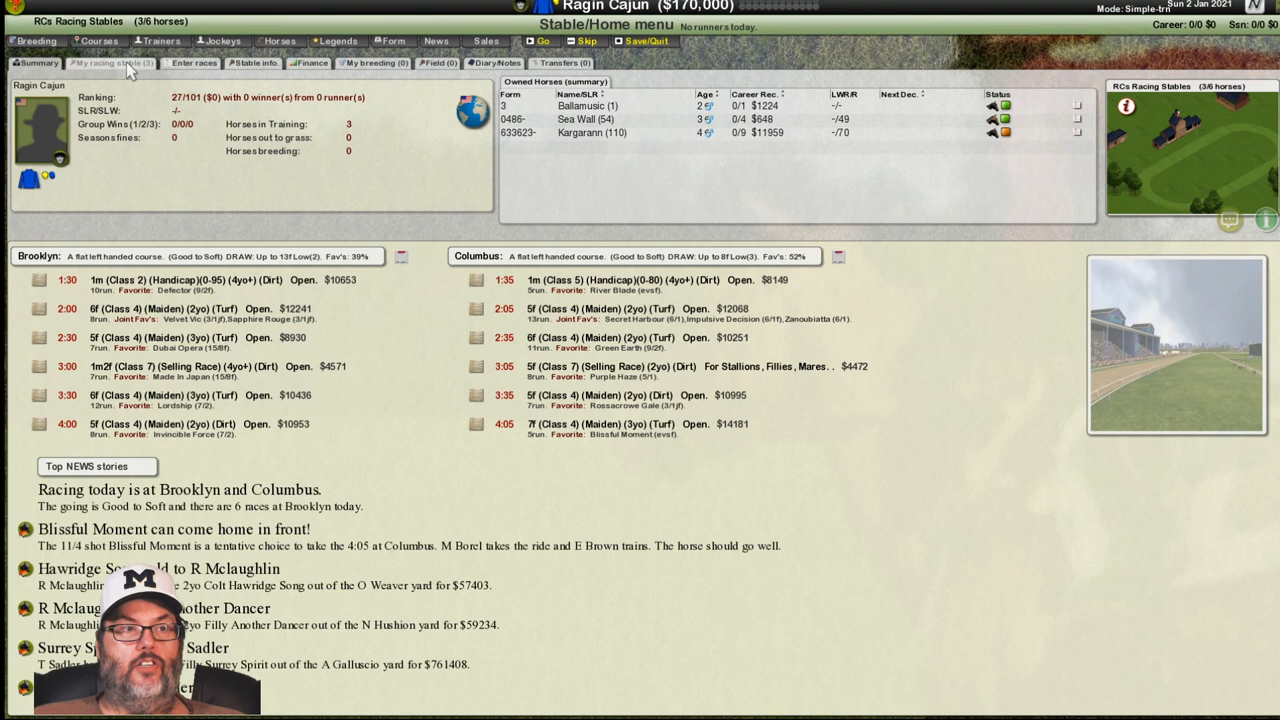 Ragin Cajun ($170,000)
Mode: Simple-trn
Sun 2 Jan 2021
N
RCs Racing Stables (3/6 horses)
Stable/Home menu
No runners today.
Career: 0/0 $0 Ssn: 0/0 $0
Breeding Courses Trainers Jockeys Horses Legends Form News Sales Go Skip Save/Quit
Summary My racing stable (3) Enter races Stable info. Finance My breeding (0) Field (0) Diary/Notes Transfers (0)
Ragin Cajun
Ranking: 27/101 ($0) with 0 winner(s) from 0 runner(s)
SLR/SLW: -/-
Group Wins (1/2/3): 0/0/0 Horses in Training: 3
Seasons fines: 0 Horses out to grass: 0
Horses breeding: 0
Owned Horses (summary)
Form Name/SLR Age Career Rec. LWR/R Next Dec. Status
3 Ballamusic (1) 2 0/1 $1224 -/-
0486- Sea Wall (54) 3 0/4 $648 -/49
633623- Kargarann (110) 4 0/9 $11959 -/70
RCs Racing Stables (3/6 horses)
Brooklyn: A flat left handed course. (Good to Soft) DRAW: Up to 13f Low(2). Fav's: 39%
1:30 1m (Class 2) (Handicap)(0-95) (4yo+) (Dirt) Open. $10653
10run. Favorite: Defector (9/2f).
2:00 6f (Class 4) (Maiden) (2yo) (Turf) Open. $12241
8run. Joint Fav's: Velvet Vic (3/1jf),Sapphire Rouge (3/1jf).
2:30 5f (Class 4) (Maiden) (3yo) (Turf) Open. $8930
7run. Favorite: Dubai Opera (15/8f).
3:00 1m2f (Class 7) (Selling Race) (4yo+) (Dirt) Open. $4571
7run. Favorite: Made In Japan (15/8f).
3:30 6f (Class 4) (Maiden) (3yo) (Turf) Open. $10436
12run. Favorite: Lordship (7/2).
4:00 5f (Class 4) (Maiden) (2yo) (Dirt) Open. $10953
8run. Favorite: Invincible Force (7/2).
Columbus: A flat left handed course. (Good to Soft) DRAW: Up to 8f Low(3). Fav's: 52%
1:35 1m (Class 5) (Handicap)(0-80) (4yo+) (Dirt) Open. $8149
5run. Favorite: River Blade (evsf).
2:05 5f (Class 4) (Maiden) (2yo) (Turf) Open. $12068
13run. Joint Fav's: Secret Harbour (6/1),Impulsive Decision (6/1f),Zanoubiatta (6/1).
2:35 6f (Class 4) (Maiden) (2yo) (Turf) Open. $10251
11run. Favorite: Green Earth (9/2f).
3:05 5f (Class 7) (Selling Race) (2yo) (Dirt) For Stallions, Fillies, Mares. . $4472
8run. Favorite: Purple Haze (5/1).
3:35 5f (Class 4) (Maiden) (2yo) (Dirt) Open. $10995
7run. Favorite: Rossacrowe Gale (3/1jf).
4:05 7f (Class 4) (Maiden) (3yo) (Turf) Open. $14181
5run. Favorite: Blissful Moment (evsf).
Top NEWS stories
Racing today is at Brooklyn and Columbus.
The going is Good to Soft and there are 6 races at Brooklyn today.
Blissful Moment can come home in front!
The 11/4 shot Blissful Moment is a tentative choice to take the 4:05 at Columbus. M Borel takes the ride and E Brown trains. The horse should go well.
Hawridge So ld to R Mclaughlin
R Mclaughlin 2yo Colt Hawridge Song out of the O Weaver yard for $57403.
R Mclaug nother Dancer
R Mclaughlin 2yo Filly Another Dancer out of the N Hushion yard for $59234.
Surrey Sp Sadler
T Sadler Filly Surrey Spirit out of the A Galluscio yard for $761408.
M